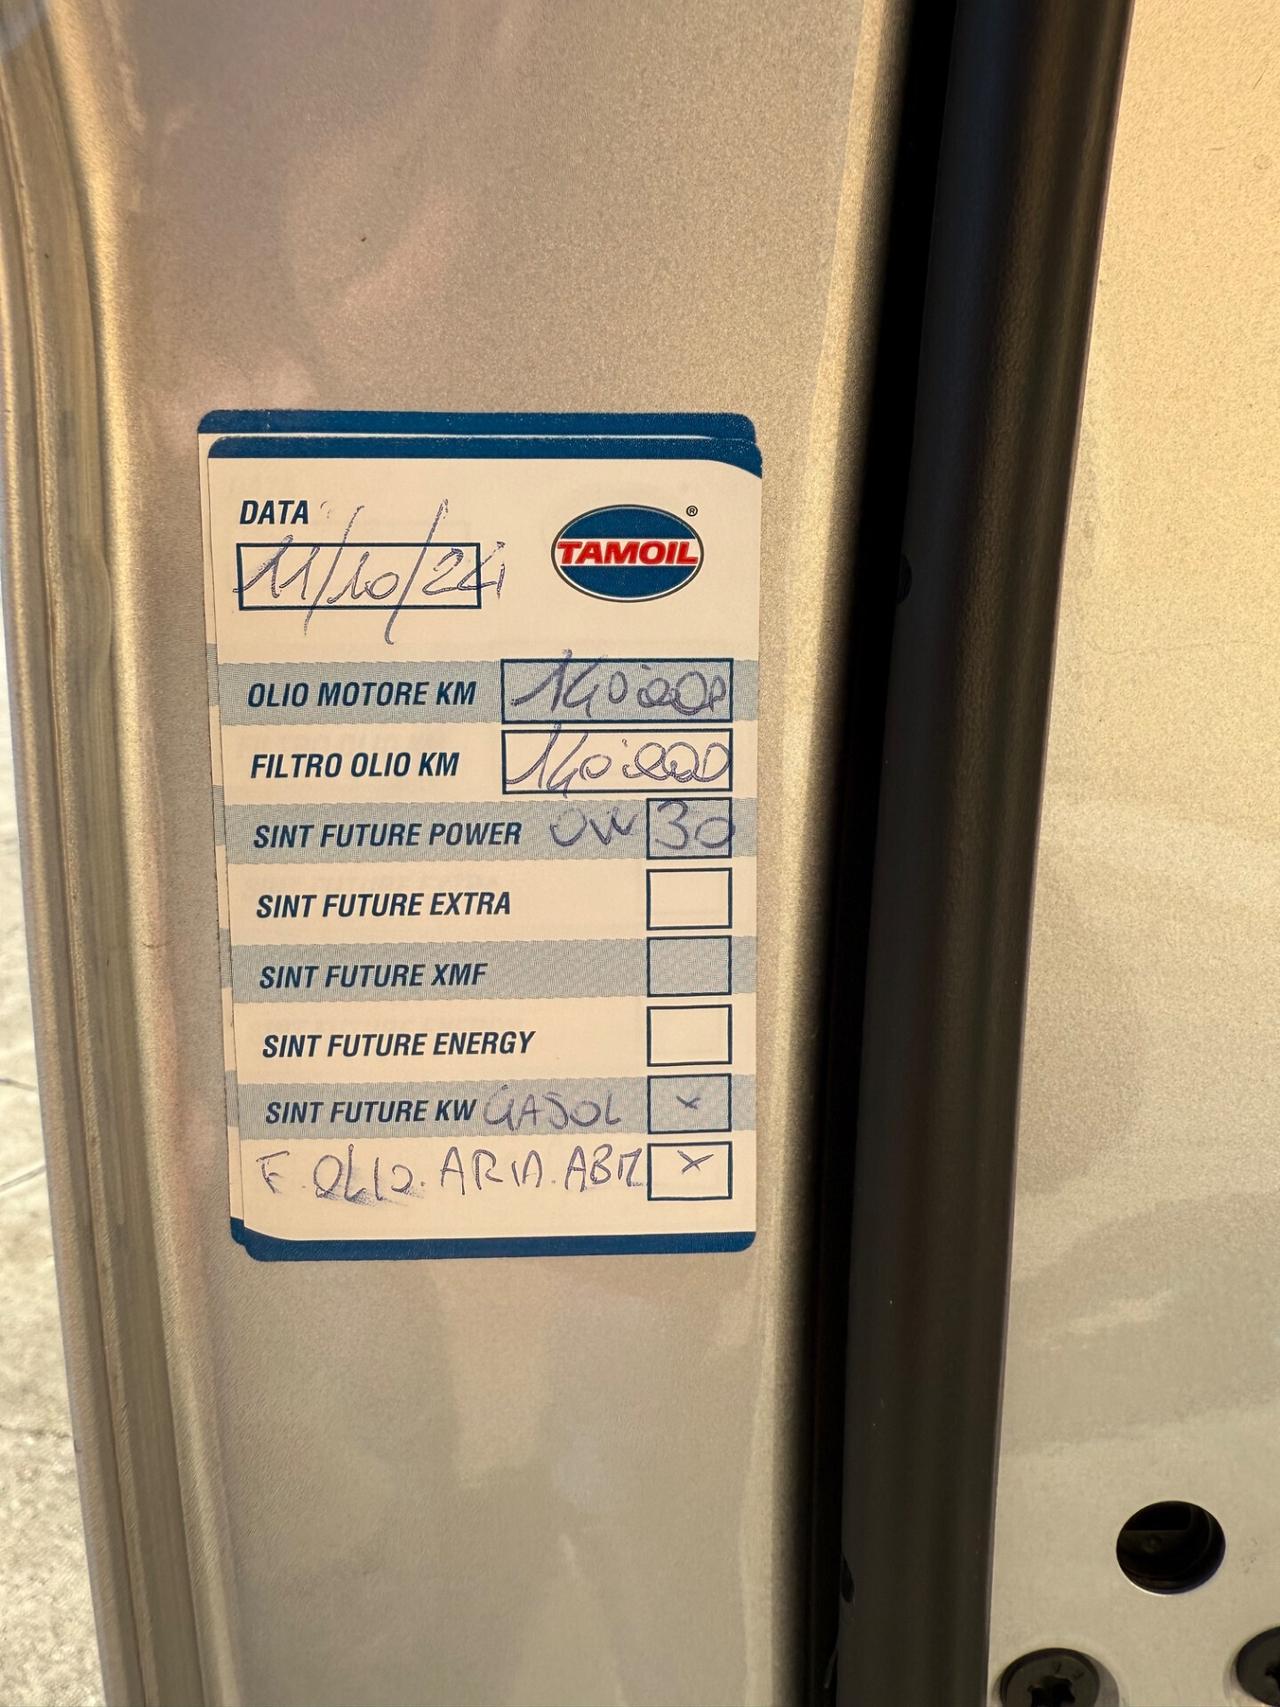 DATA
TAMOIL ®
11/10/24
OLIO MOTORE KM 140.000
FILTRO OLIO KM 140.000
SINT FUTURE POWER 0W 30
SINT FUTURE EXTRA
SINT FUTURE XMF
SINT FUTURE ENERGY
SINT FUTURE KW GASOL x
F. OLIO. ARIA. ABIT x